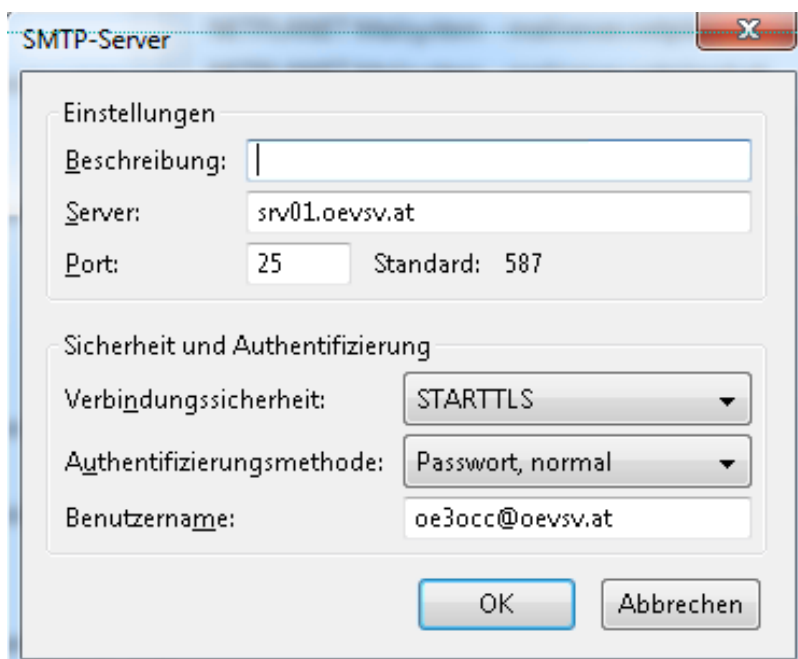 SMTP-Server
Einstellungen
Beschreibung:
Server: srv01.oevsv.at
Port: 25 Standard: 587
Sicherheit und Authentifizierung
Verbindungssicherheit: STARTTLS
Authentifizierungsmethode: Passwort, normal
Benutzername: oe3occ@oevsv.at
OK Abbrechen